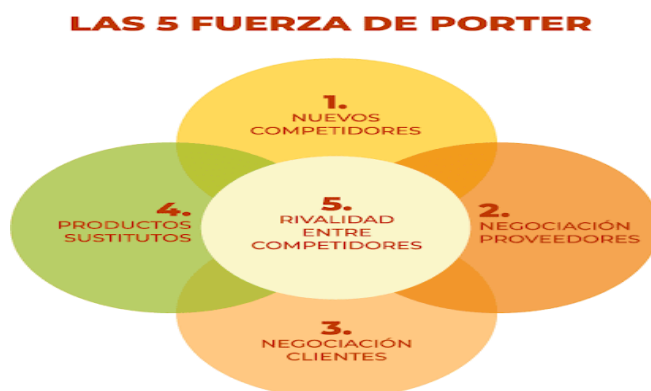 LAS 5 FUERZA DE PORTER
1.
NUEVOS
COMPETIDORES
2.
NEGOCIACIÓN
PROVEEDORES
3.
NEGOCIACIÓN
CLIENTES
4.
PRODUCTOS
SUSTITUTOS
5.
RIVALIDAD
ENTRE
COMPETIDORES